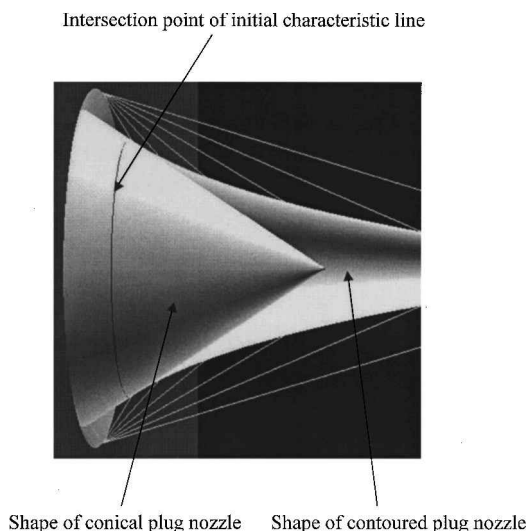 Intersection point of initial characteristic line
Shape of conical plug nozzle
Shape of contoured plug nozzle